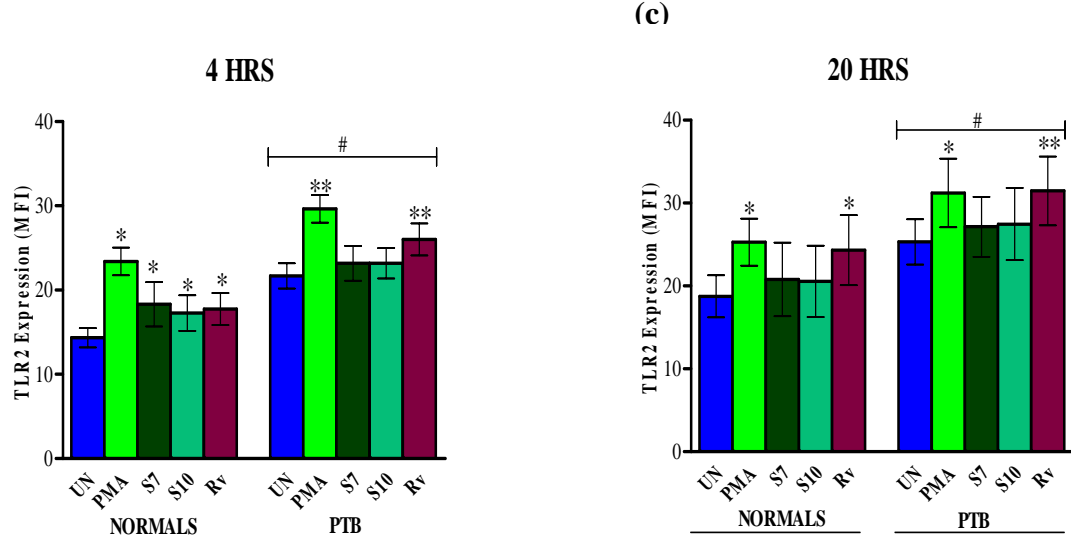 (c)
4 HRS
TLR2 Expression (MFI)
40
30
20
10
0
#
*
*
*
*
**
**
UN PMA S7 S10 Rv UN PMA S7 S10 Rv
NORMALS PTB
20 HRS
TLR2 Expression (MFI)
40
30
20
10
0
#
*
*
*
**
UN PMA S7 S10 Rv UN PMA S7 S10 Rv
NORMALS PTB